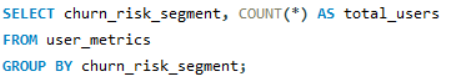 SELECT churn_risk_segment, COUNT(*) AS total_users
FROM user_metrics
GROUP BY churn_risk_segment;